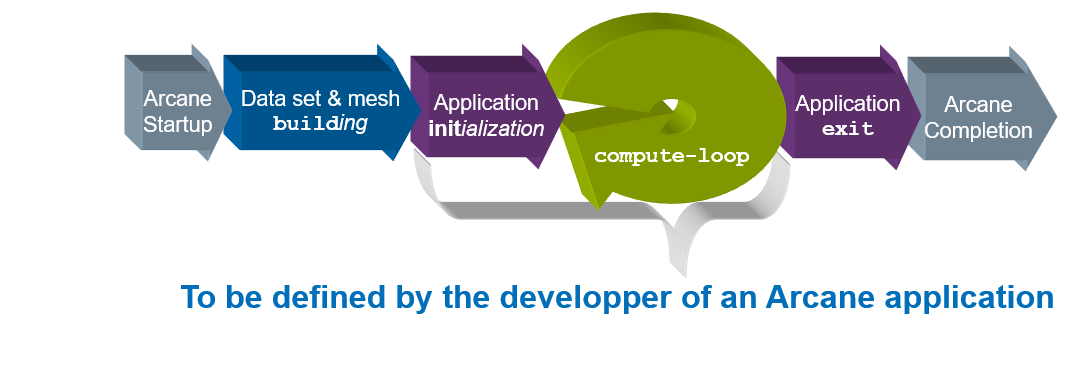 Arcane
Startup
Data set & mesh
building
Application
initialization
compute-loop
Application
exit
Arcane
Completion
To be defined by the developper of an Arcane application